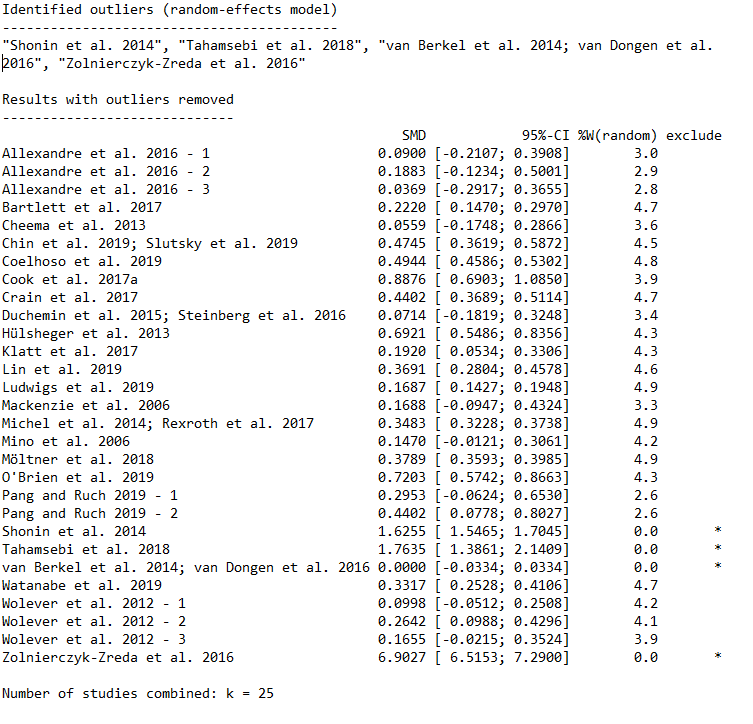 Identified outliers (random-effects model)
-----------------------------------------
"Shonin et al. 2014", "Tahamsebi et al. 2018", "van Berkel et al. 2014; van Dongen et al.
2016", "Zolnierczyk-Zreda et al. 2016"
Results with outliers removed
-----------------------------
SMD 95%-CI %W(random) exclude
Allexandre et al. 2016 - 1 0.0900 [-0.2107; 0.3908] 3.0
Allexandre et al. 2016 - 2 0.1883 [-0.1234; 0.5001] 2.9
Allexandre et al. 2016 - 3 0.0369 [-0.2917; 0.3655] 2.8
Bartlett et al. 2017 0.2220 [ 0.1470; 0.2970] 4.7
Cheema et al. 2013 0.0559 [-0.1748; 0.2866] 3.6
Chin et al. 2019; Slutsky et al. 2019 0.4745 [ 0.3619; 0.5872] 4.5
Coelhoso et al. 2019 0.4944 [ 0.4586; 0.5302] 4.8
Cook et al. 2017a 0.8876 [ 0.6903; 1.0850] 3.9
Crain et al. 2017 0.4402 [ 0.3689; 0.5114] 4.7
Duchemin et al. 2015; Steinberg et al. 2016 0.0714 [-0.1819; 0.3248] 3.4
Hülsheger et al. 2013 0.6921 [ 0.5486; 0.8356] 4.3
Klatt et al. 2017 0.1920 [ 0.0534; 0.3306] 4.3
Lin et al. 2019 0.3691 [ 0.2804; 0.4578] 4.6
Ludwigs et al. 2019 0.1687 [ 0.1427; 0.1948] 4.9
Mackenzie et al. 2006 0.1688 [-0.0947; 0.4324] 3.3
Michel et al. 2014; Rexroth et al. 2017 0.3483 [ 0.3228; 0.3738] 4.9
Mino et al. 2006 0.1470 [-0.0121; 0.3061] 4.2
Möltner et al. 2018 0.3789 [ 0.3593; 0.3985] 4.9
O'Brien et al. 2019 0.7203 [ 0.5742; 0.8663] 4.3
Pang and Ruch 2019 - 1 0.2953 [-0.0624; 0.6530] 2.6
Pang and Ruch 2019 - 2 0.4402 [ 0.0778; 0.8027] 2.6
Shonin et al. 2014 1.6255 [ 1.5465; 1.7045] 0.0 *
Tahamsebi et al. 2018 1.7635 [ 1.3861; 2.1409] 0.0 *
van Berkel et al. 2014; van Dongen et al. 2016 0.0000 [-0.0334; 0.0334] 0.0 *
Watanabe et al. 2019 0.3317 [ 0.2528; 0.4106] 4.7
Wolever et al. 2012 - 1 0.0998 [-0.0512; 0.2508] 4.2
Wolever et al. 2012 - 2 0.2642 [ 0.0988; 0.4296] 4.1
Wolever et al. 2012 - 3 0.1655 [-0.0215; 0.3524] 3.9
Zolnierczyk-Zreda et al. 2016 6.9027 [ 6.5153; 7.2900] 0.0 *
Number of studies combined: k = 25